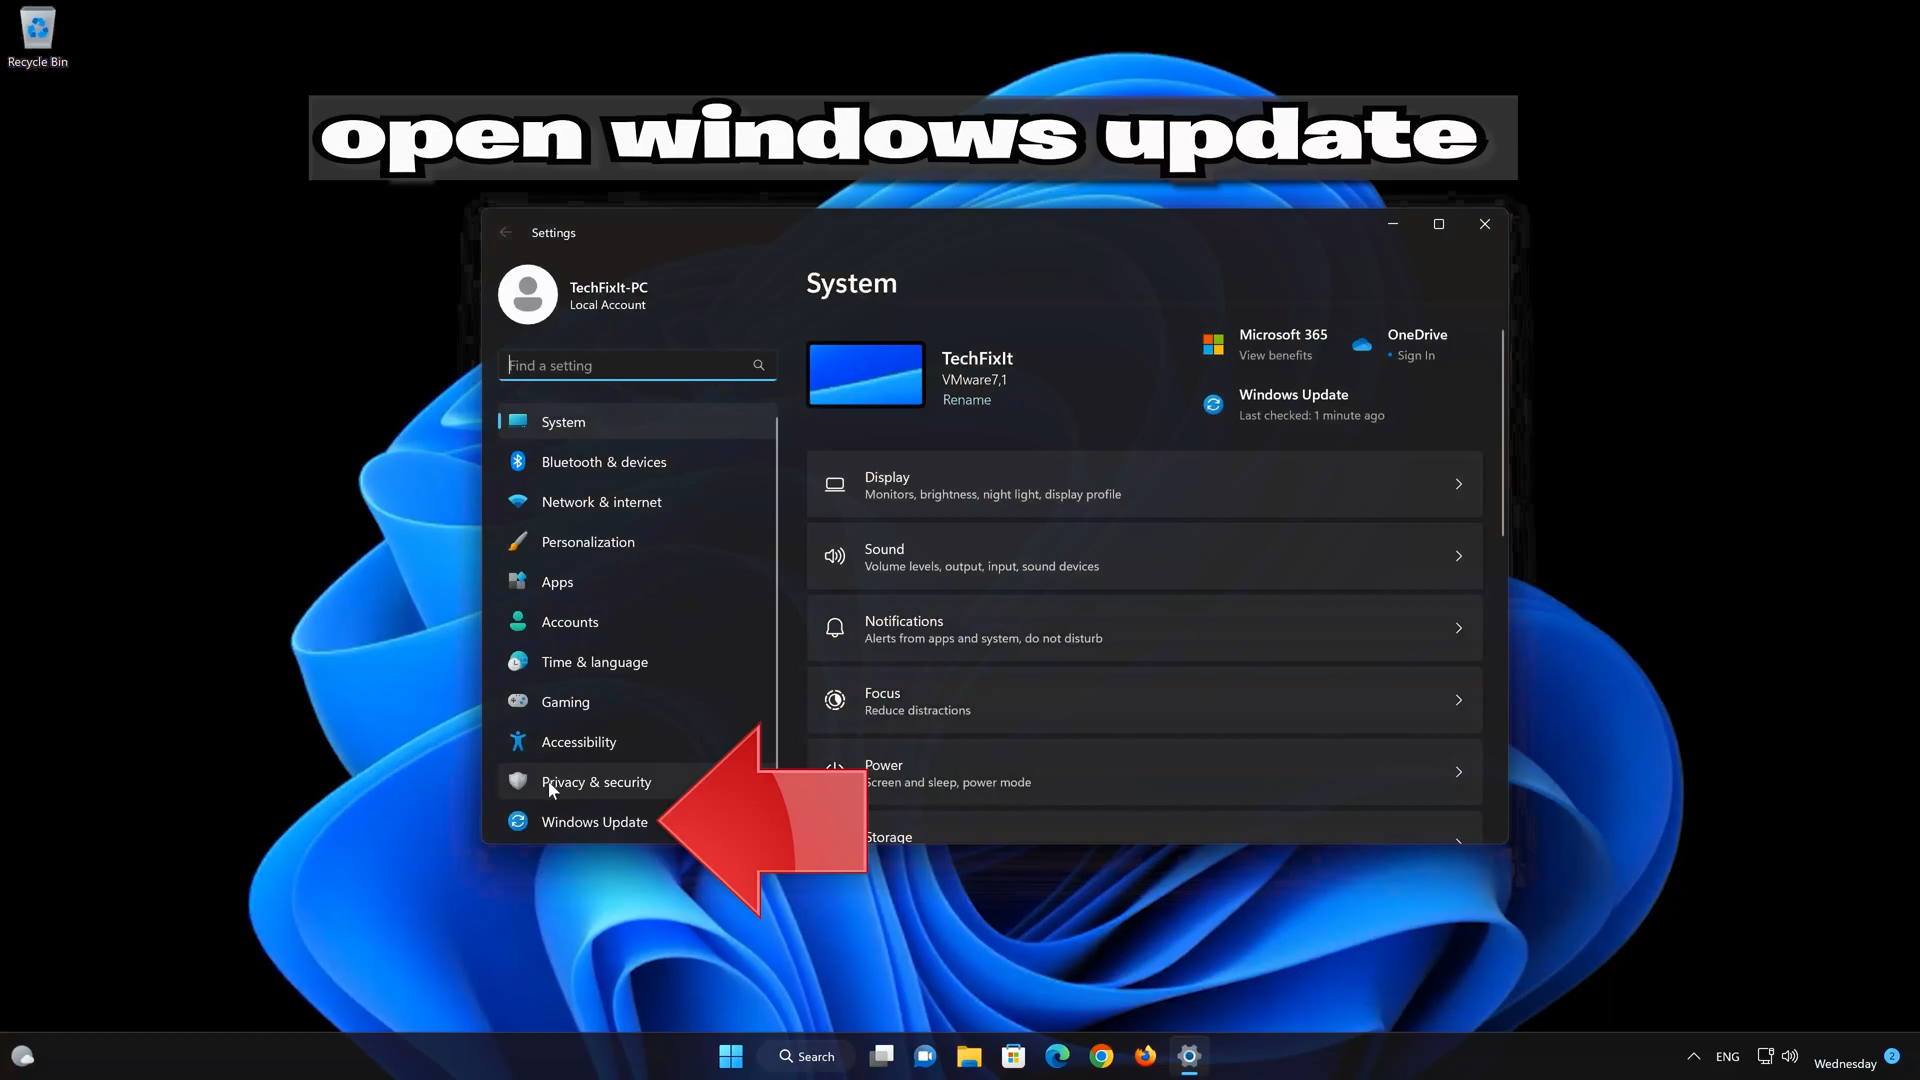 Recycle Bin
open windows update
Settings
TechFixIt-PC
Local Account
Find a setting
System
Bluetooth & devices
Network & internet
Personalization
Apps
Accounts
Time & language
Gaming
Accessibility
Privacy & security
Windows Update
System
TechFixIt
VMware7,1
Rename
Microsoft 365
View benefits
OneDrive
• Sign In
Windows Update
Last checked: 1 minute ago
Display
Monitors, brightness, night light, display profile
Sound
Volume levels, output, input, sound devices
Notifications
Alerts from apps and system, do not disturb
Focus
Reduce distractions
Power
Screen and sleep, power mode
Storage
Search
ENG
Wednesday
2